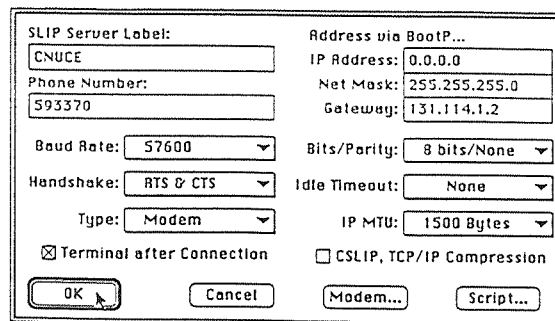 SLIP Server Label:
CNUCE
Phone Number:
593370
Baud Rate: 57600
Handshake: RTS & CTS
Type: Modem
Terminal after Connection
Address via BootP...
IP Address: 0.0.0.0
Net Mask: 255.255.255.0
Gateway: 131.114.1.2
Bits/Parity: 8 bits/None
Idle Timeout: None
IP MTU: 1500 Bytes
CSLIP, TCP/IP Compression
OK
Cancel
Modem...
Script...